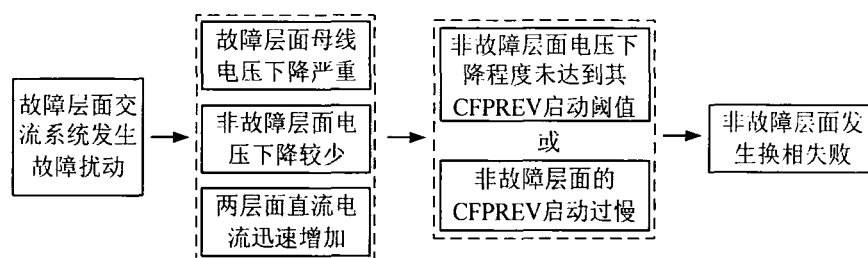 故障层面交
流系统发生
故障扰动
故障层面母线
电压下降严重
非故障层面电
压下降较少
两层面直流电
流迅速增加
非故障层面电压下
降程度未达到其
CFPREV启动阈值
或
非故障层面的
CFPREV启动过慢
非故障层面发
生换相失败